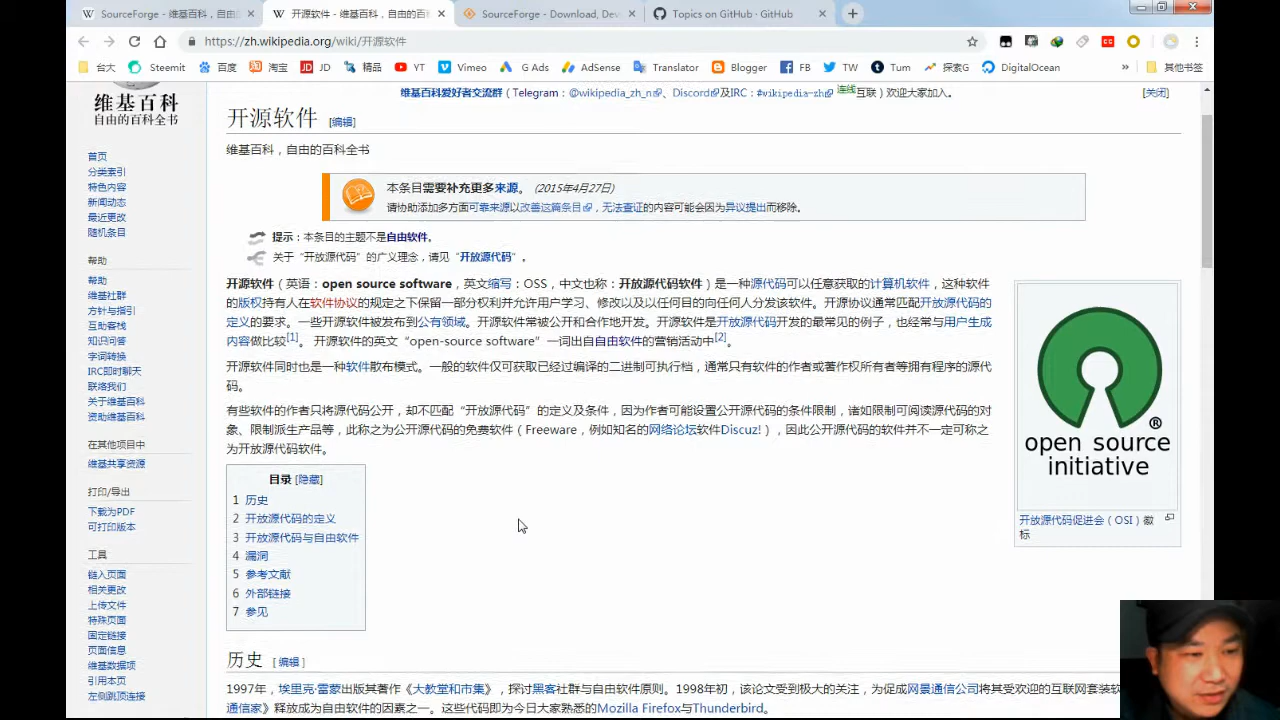 SourceForge - 维基百科，自由
开源软件 - 维基百科，自由的百科
SourceForge - Download, Dev
Topics on GitHub · GitHub
https://zh.wikipedia.org/wiki/开源软件
台大 Steemit 百度 淘宝 JD 精品 YT Vimeo G Ads AdSense Translator Blogger FB TW Tum 探索G DigitalOcean » 其他书签
维基百科
自由的百科全书
首页
分类索引
特色内容
新闻动态
最近更改
随机条目
帮助
帮助
维基社群
方针与指引
互助客栈
知识问答
字词转换
IRC即时聊天
联络我们
关于维基百科
资助维基百科
在其他项目中
维基共享资源
打印/导出
下载为PDF
可打印版本
工具
链入页面
相关更改
上传文件
特殊页面
固定链接
页面信息
维基数据项
引用本页
左侧跳顶连接
维基百科爱好者交流群（Telegram：@wikipedia_zh_n、Discord及IRC：#wikipedia-zh连线互联）欢迎大家加入。 [关闭]
开源软件 [编辑]
维基百科，自由的百科全书
本条目需要补充更多来源。 (2015年4月27日)
请协助添加多方面可靠来源以改善这篇条目，无法查证的内容可能会因为异议提出而移除。
提示：本条目的主题不是自由软件。
关于“开放源代码”的广义理念，请见“开放源代码”。
开源软件（英语：open source software，英文缩写：OSS，中文也称：开放源代码软件）是一种源代码可以任意获取的计算机软件，这种软件
的版权持有人在软件协议的规定之下保留一部分权利并允许用户学习、修改以及以任何目的向任何人分发该软件。开源协议通常匹配开放源代码的
定义的要求。一些开源软件被发布到公有领域。开源软件常被公开和合作地开发。开源软件是开放源代码开发的最常见的例子，也经常与用户生成
内容做比较[1]。 开源软件的英文“open-source software”一词出自自由软件的营销活动中[2]。
开源软件同时也是一种软件散布模式。一般的软件仅可获取已经过编译的二进制可执行档，通常只有软件的作者或著作权所有者等拥有程序的源代
码。
有些软件的作者只将源代码公开，却不匹配“开放源代码”的定义及条件，因为作者可能设置公开源代码的条件限制，诸如限制可阅读源代码的对
象、限制派生产品等，此称之为公开源代码的免费软件（Freeware，例如知名的网络论坛软件Discuz!），因此公开源代码的软件并不一定可称之
为开放源代码软件。
open source
initiative
®
开放源代码促进会（OSI）徽
标
目录 [隐藏]
1 历史
2 开放源代码的定义
3 开放源代码与自由软件
4 漏洞
5 参考文献
6 外部链接
7 参见
历史 [编辑]
1997年，埃里克·雷蒙出版其著作《大教堂和市集》，探讨黑客社群与自由软件原则。1998年初，该论文受到极大的关注，为促成网景通信公司将其受欢迎的互联网套装软
通信家》释放成为自由软件的因素之一。这些代码即为今日大家熟悉的Mozilla Firefox与Thunderbird。